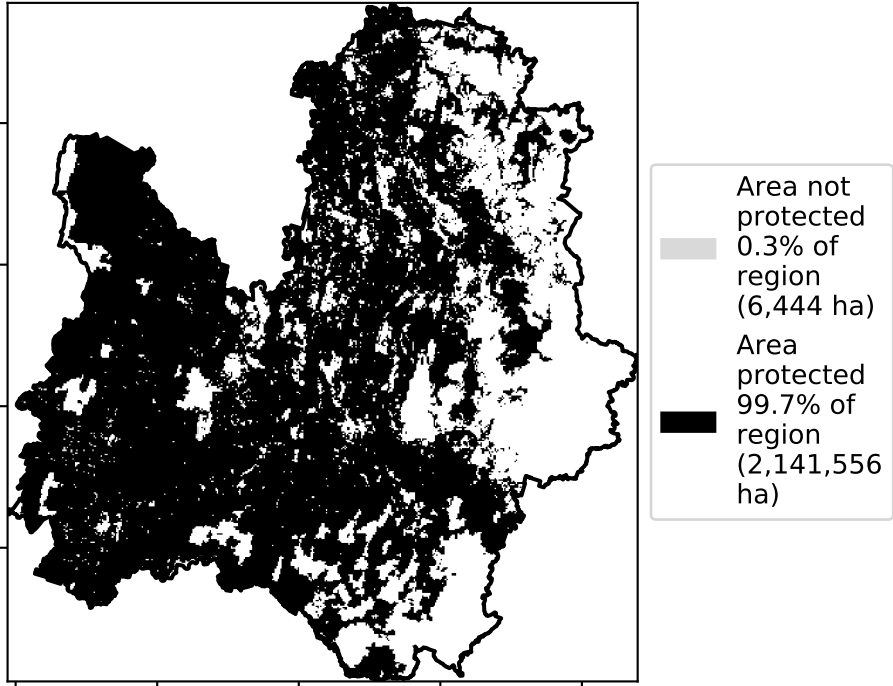 Area not
protected
0.3% of
region
(6,444 ha)
Area
protected
99.7% of
region
(2,141,556
ha)